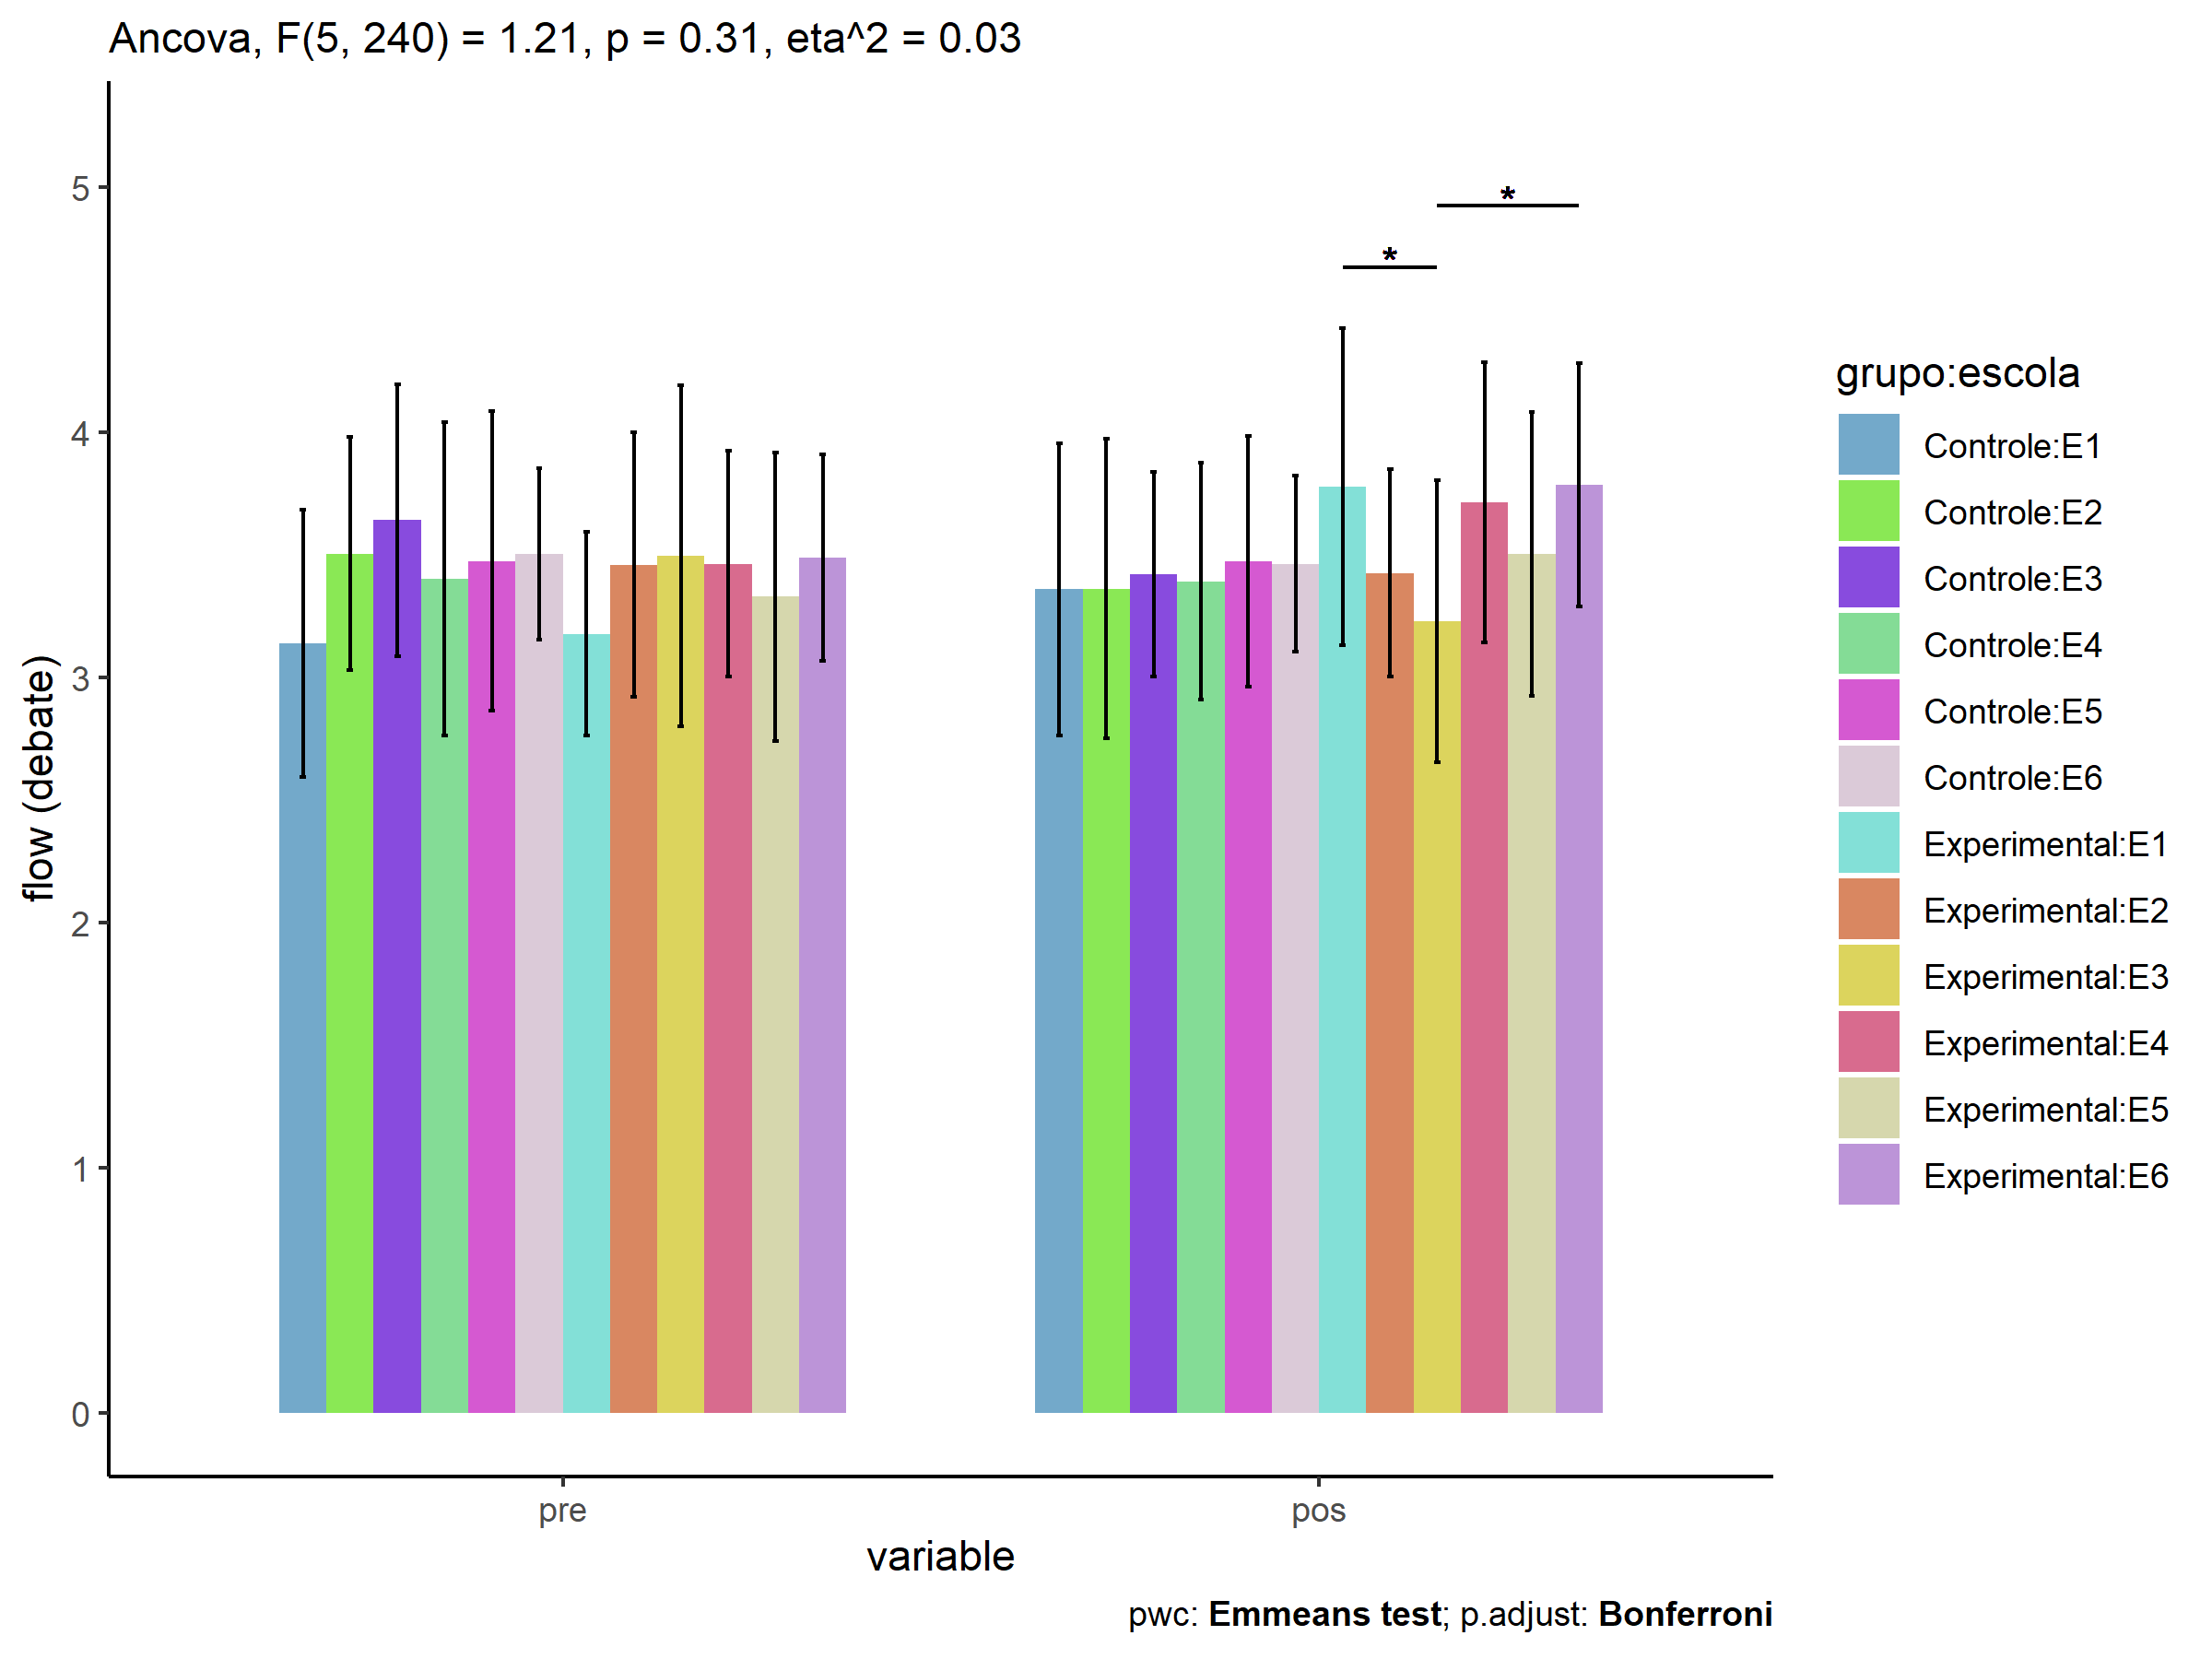 Ancova, F(5, 240) = 1.21, p = 0.31, eta^2 = 0.03
5
4
3
2
1
0
flow (debate)
*
*
pre
pos
variable
pwc: Emmeans test; p.adjust: Bonferroni
grupo:escola
Controle:E1
Controle:E2
Controle:E3
Controle:E4
Controle:E5
Controle:E6
Experimental:E1
Experimental:E2
Experimental:E3
Experimental:E4
Experimental:E5
Experimental:E6